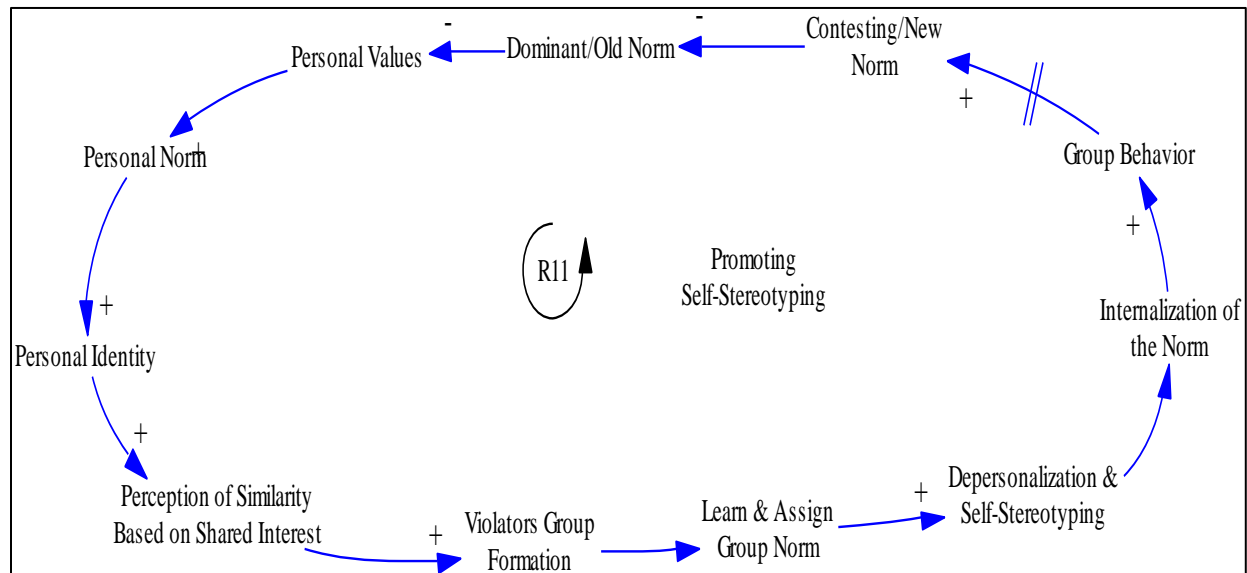 -
-
Contesting/New
Norm
Dominant/Old Norm
Personal Values
+
Personal Norm
+
Group Behavior
+
R11
Promoting
Self-Stereotyping
+
Internalization of
the Norm
Personal Identity
+
Perception of Similarity
Based on Shared Interest
+
Violators Group
Formation
Learn & Assign
Group Norm
+
Depersonalization &
Self-Stereotyping